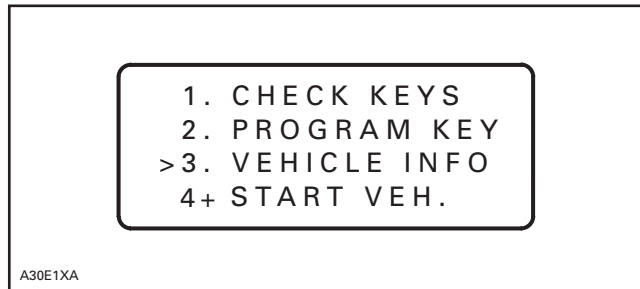 1. CHECK KEYS
2. PROGRAM KEY
>3. VEHICLE INFO
4+ START VEH.
A30E1XA